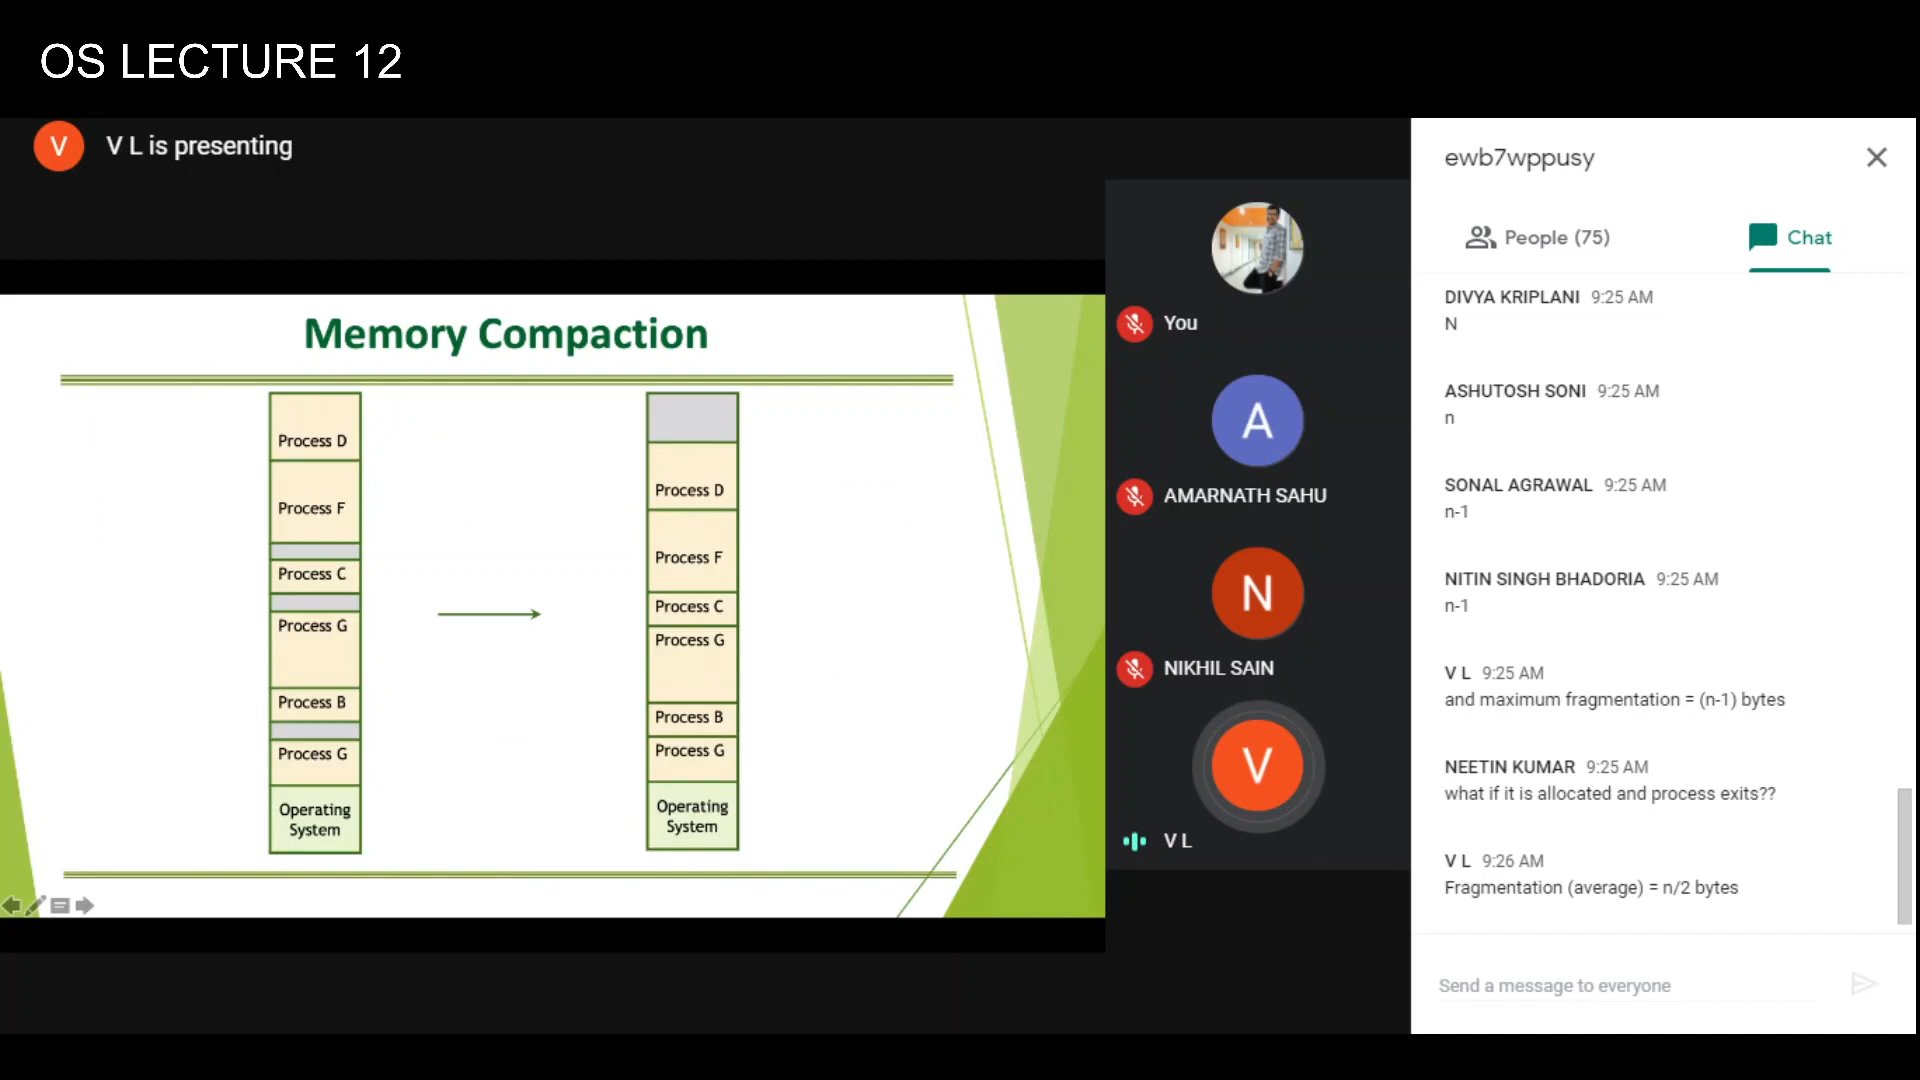 OS LECTURE 12
V
V L is presenting
Memory Compaction
Process D
Process F
Process C
Process G
Process B
Process G
Operating
System
Process D
Process F
Process C
Process G
Process B
Process G
Operating
System
You
A
AMARNATH SAHU
N
NIKHIL SAIN
V
V L
ewb7wppusy
People (75)
Chat
DIVYA KRIPLANI 9:25 AM
N
ASHUTOSH SONI 9:25 AM
n
SONAL AGRAWAL 9:25 AM
n-1
NITIN SINGH BHADORIA 9:25 AM
n-1
V L 9:25 AM
and maximum fragmentation = (n-1) bytes
NEETIN KUMAR 9:25 AM
what if it is allocated and process exits??
V L 9:26 AM
Fragmentation (average) = n/2 bytes
Send a message to everyone